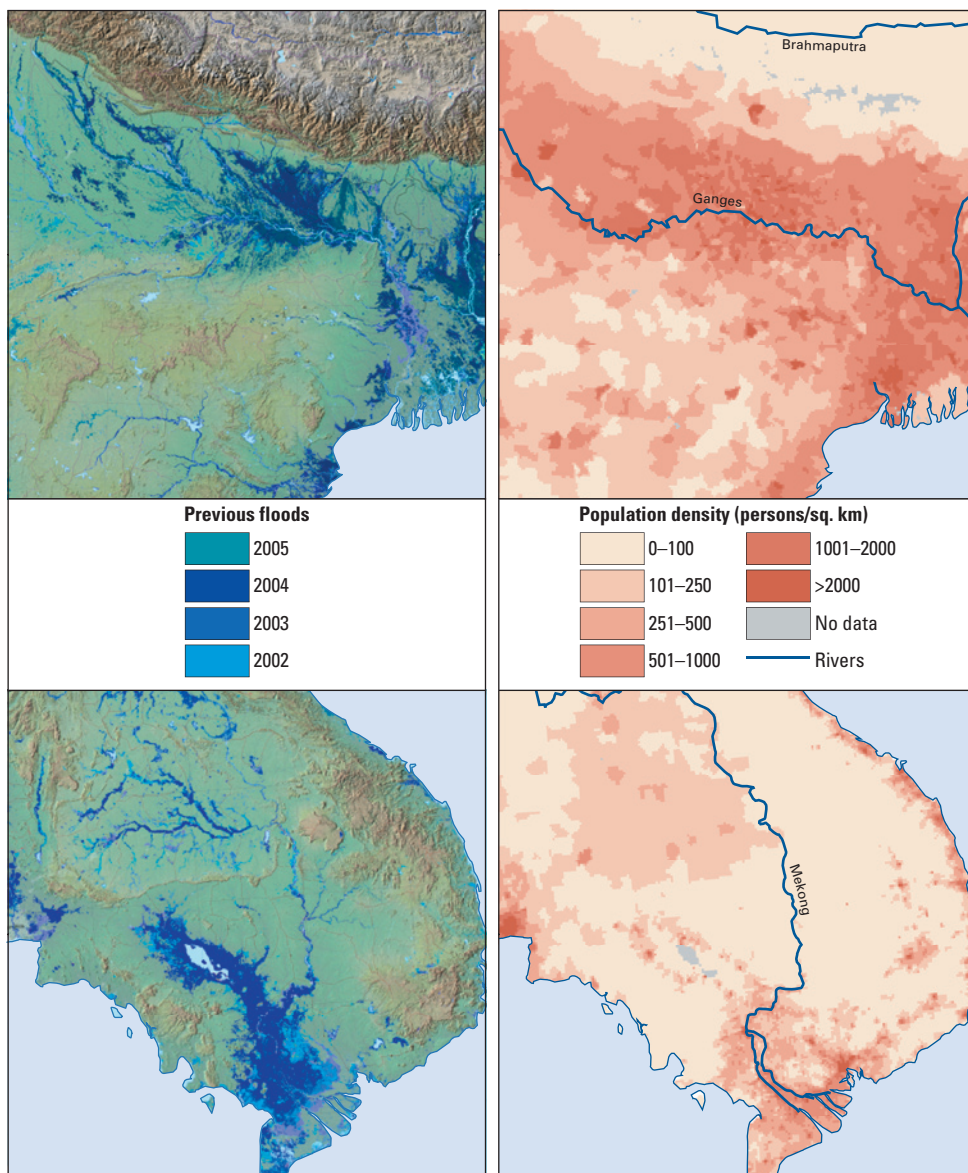 Brahmaputra
Ganges
Previous floods
2005
2004
2003
2002
Population density (persons/sq. km)
0–100
101–250
251–500
501–1000
1001–2000
>2000
No data
Rivers
Mekong